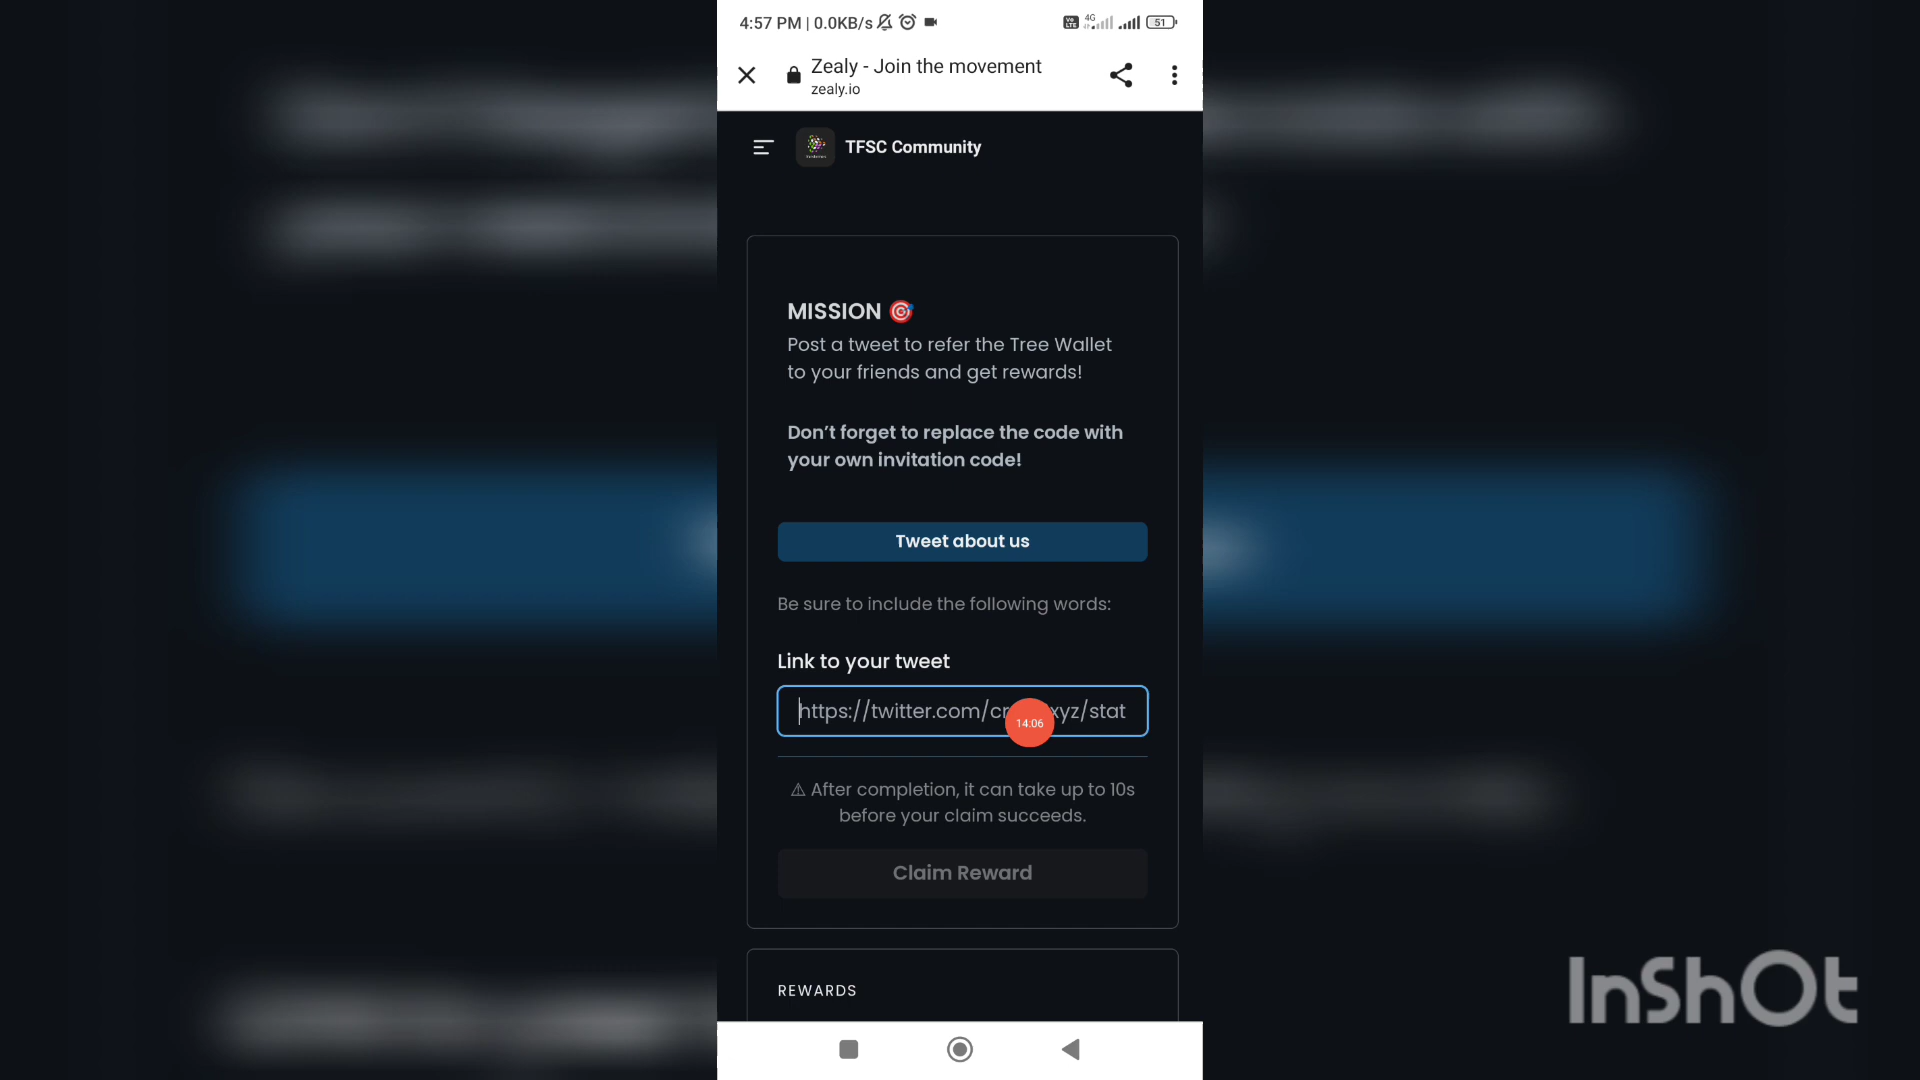 4:57 PM | 0.0KB/s
Vo LTE 4G 51
Zealy - Join the movement
zealy.io
TFSC Community
MISSION 🎯
Post a tweet to refer the Tree Wallet
to your friends and get rewards!
Don't forget to replace the code with
your own invitation code!
Tweet about us
Be sure to include the following words:
Link to your tweet
https://twitter.com/cr xyz/stat
14:06
⚠ After completion, it can take up to 10s
before your claim succeeds.
Claim Reward
REWARDS
InShOt